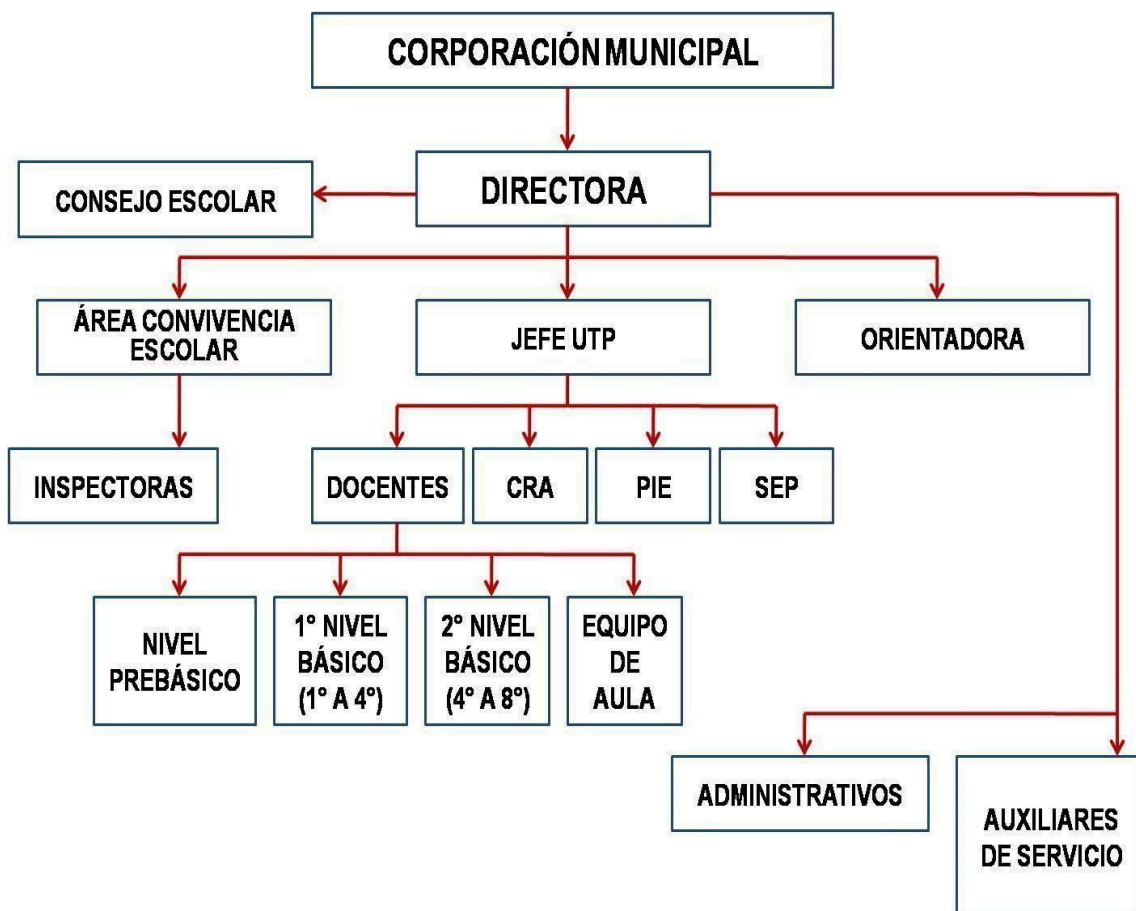 CORPORACIÓN MUNICIPAL
DIRECTORA
CONSEJO ESCOLAR
ÁREA CONVIVENCIA
ESCOLAR
JEFE UTP
ORIENTADORA
INSPECTORAS
DOCENTES
CRA
PIE
SEP
NIVEL
PREBÁSICO
1° NIVEL
BÁSICO
(1° A 4°)
2° NIVEL
BÁSICO
(4° A 8°)
EQUIPO
DE
AULA
ADMINISTRATIVOS
AUXILIARES
DE SERVICIO